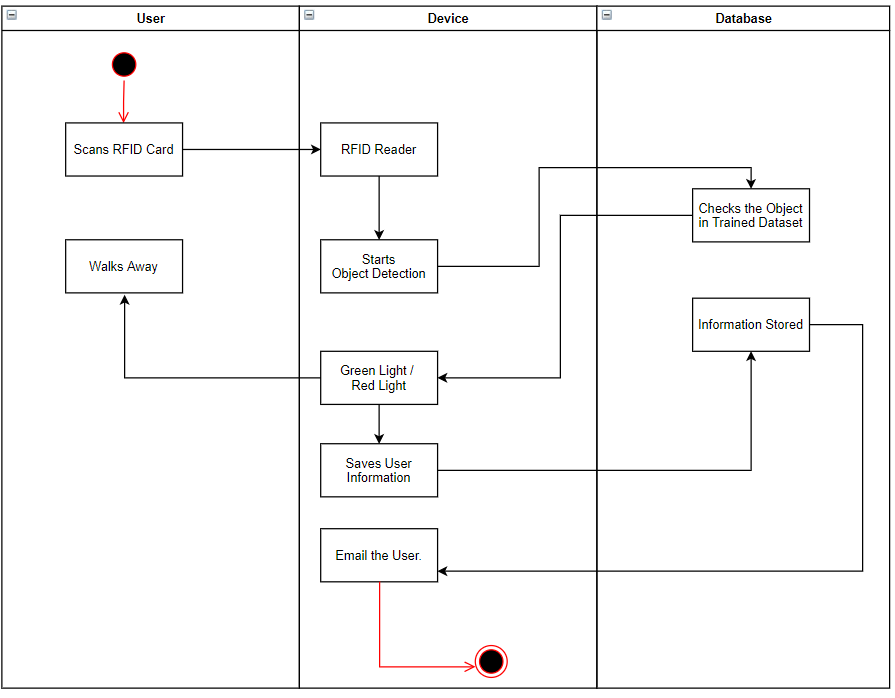 User
Device
Database
Scans RFID Card
RFID Reader
Checks the Object
in Trained Dataset
Walks Away
Starts
Object Detection
Information Stored
Green Light /
Red Light
Saves User
Information
Email the User.